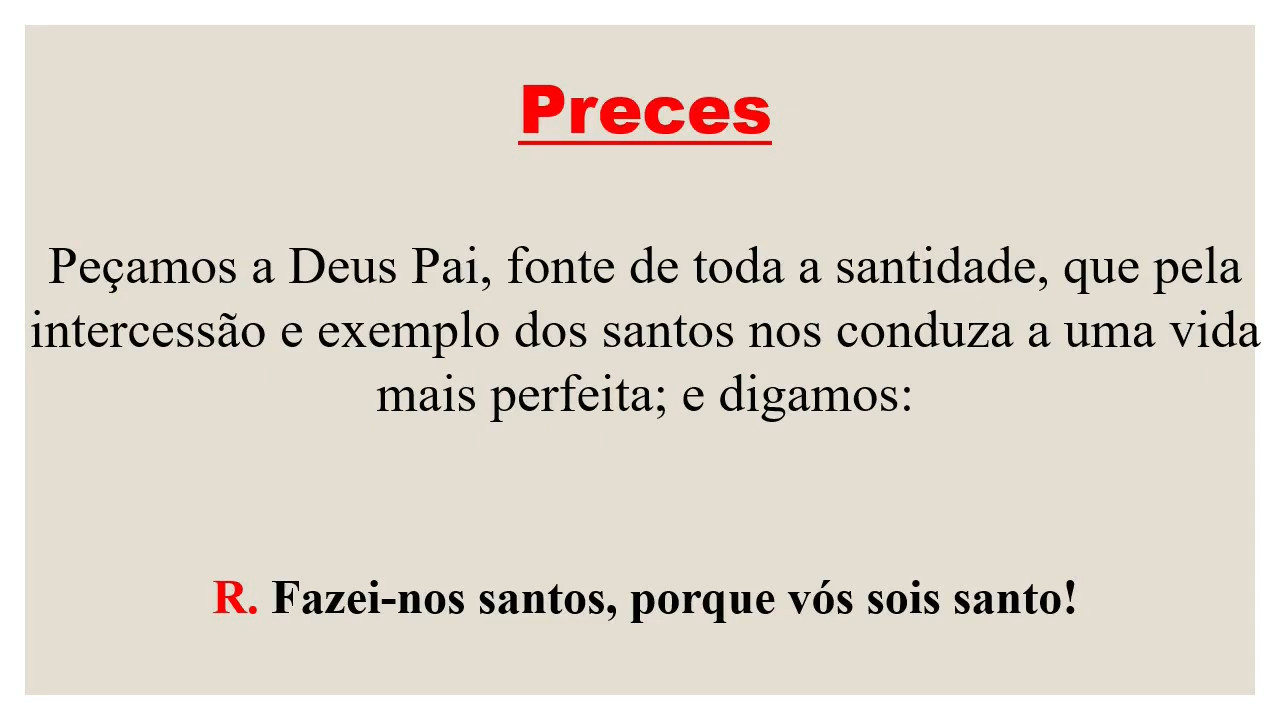 Preces
Peçamos a Deus Pai, fonte de toda a santidade, que pela
intercessão e exemplo dos santos nos conduza a uma vida
mais perfeita; e digamos:
R. Fazei-nos santos, porque vós sois santo!